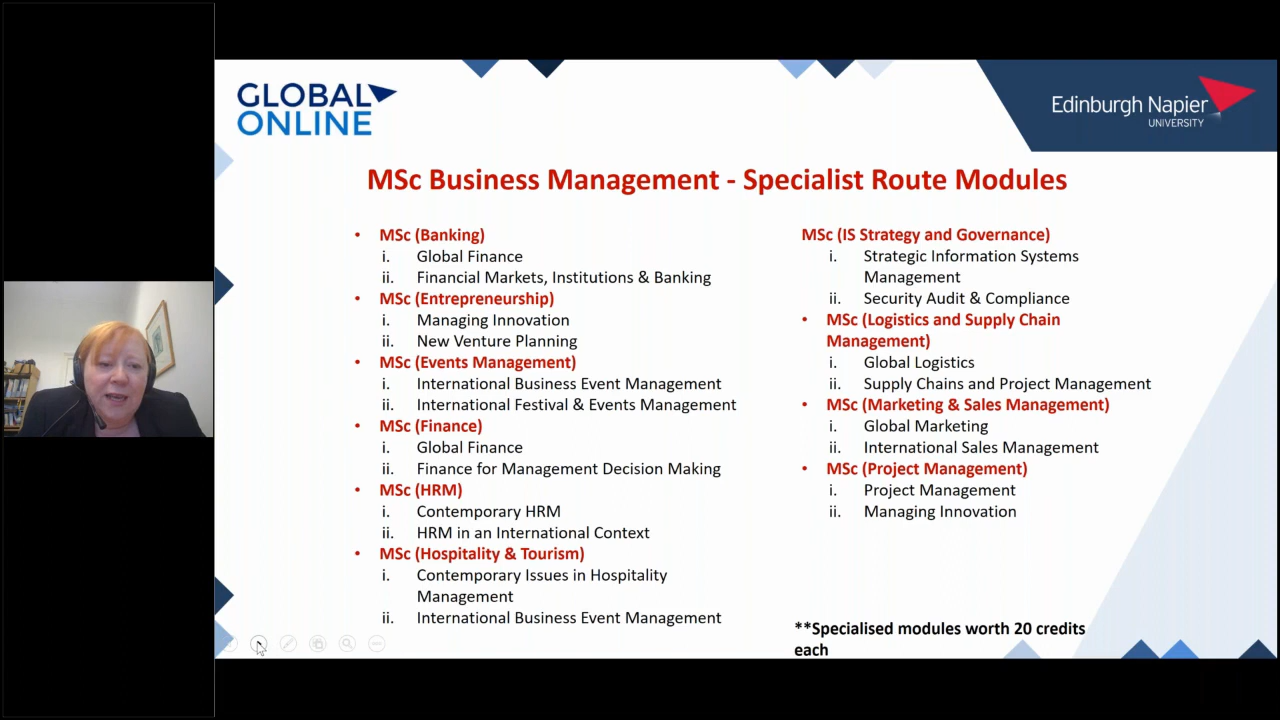 GLOBAL
ONLINE
Edinburgh Napier
UNIVERSITY
MSc Business Management - Specialist Route Modules
• MSc (Banking)
i. Global Finance
ii. Financial Markets, Institutions & Banking
• MSc (Entrepreneurship)
i. Managing Innovation
ii. New Venture Planning
• MSc (Events Management)
i. International Business Event Management
ii. International Festival & Events Management
• MSc (Finance)
i. Global Finance
ii. Finance for Management Decision Making
• MSc (HRM)
i. Contemporary HRM
ii. HRM in an International Context
• MSc (Hospitality & Tourism)
i. Contemporary Issues in Hospitality
Management
ii. International Business Event Management
MSc (IS Strategy and Governance)
i. Strategic Information Systems
Management
ii. Security Audit & Compliance
• MSc (Logistics and Supply Chain
Management)
i. Global Logistics
ii. Supply Chains and Project Management
• MSc (Marketing & Sales Management)
i. Global Marketing
ii. International Sales Management
• MSc (Project Management)
i. Project Management
ii. Managing Innovation
**Specialised modules worth 20 credits
each